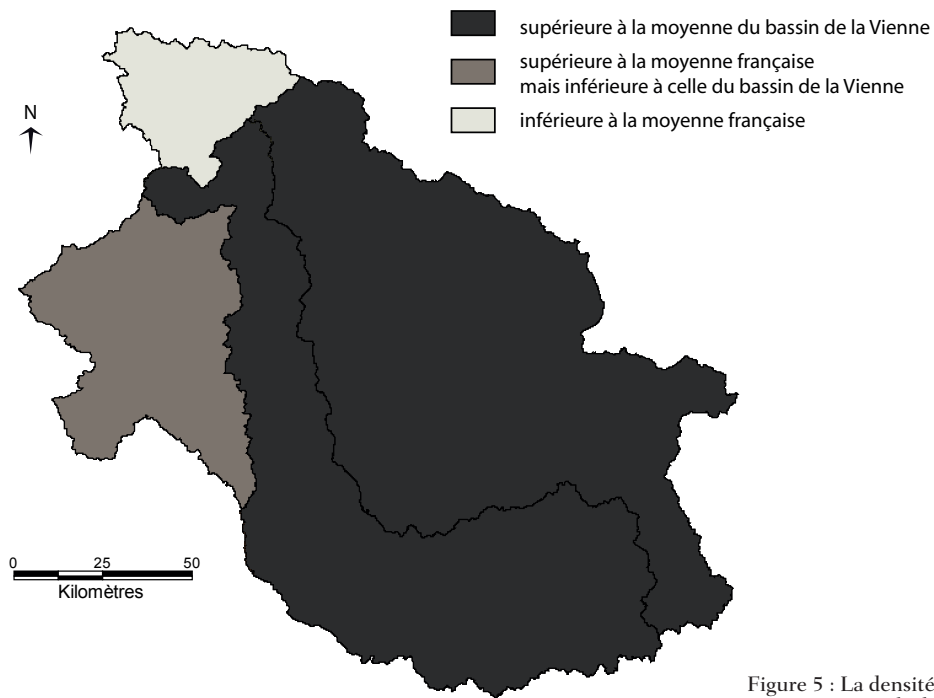 supérieure à la moyenne du bassin de la Vienne
supérieure à la moyenne française
mais inférieure à celle du bassin de la Vienne
inférieure à la moyenne française
N
0 25 50
Kilomètres
Figure 5 : La densité